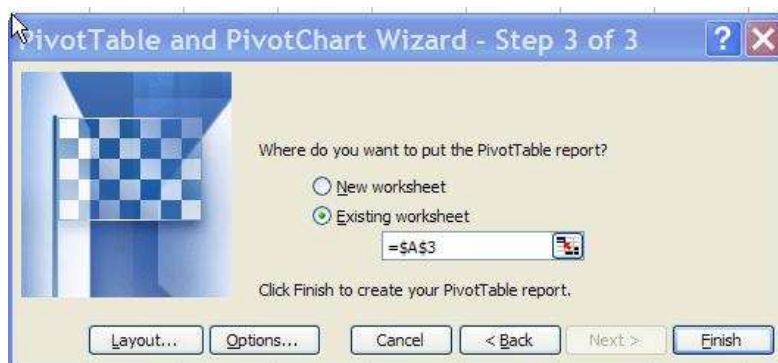 PivotTable and PivotChart Wizard - Step 3 of 3 ?
Where do you want to put the PivotTable report?
New worksheet
Existing worksheet
=$A$3
Click Finish to create your PivotTable report.
Layout... Options... Cancel < Back Next > Finish